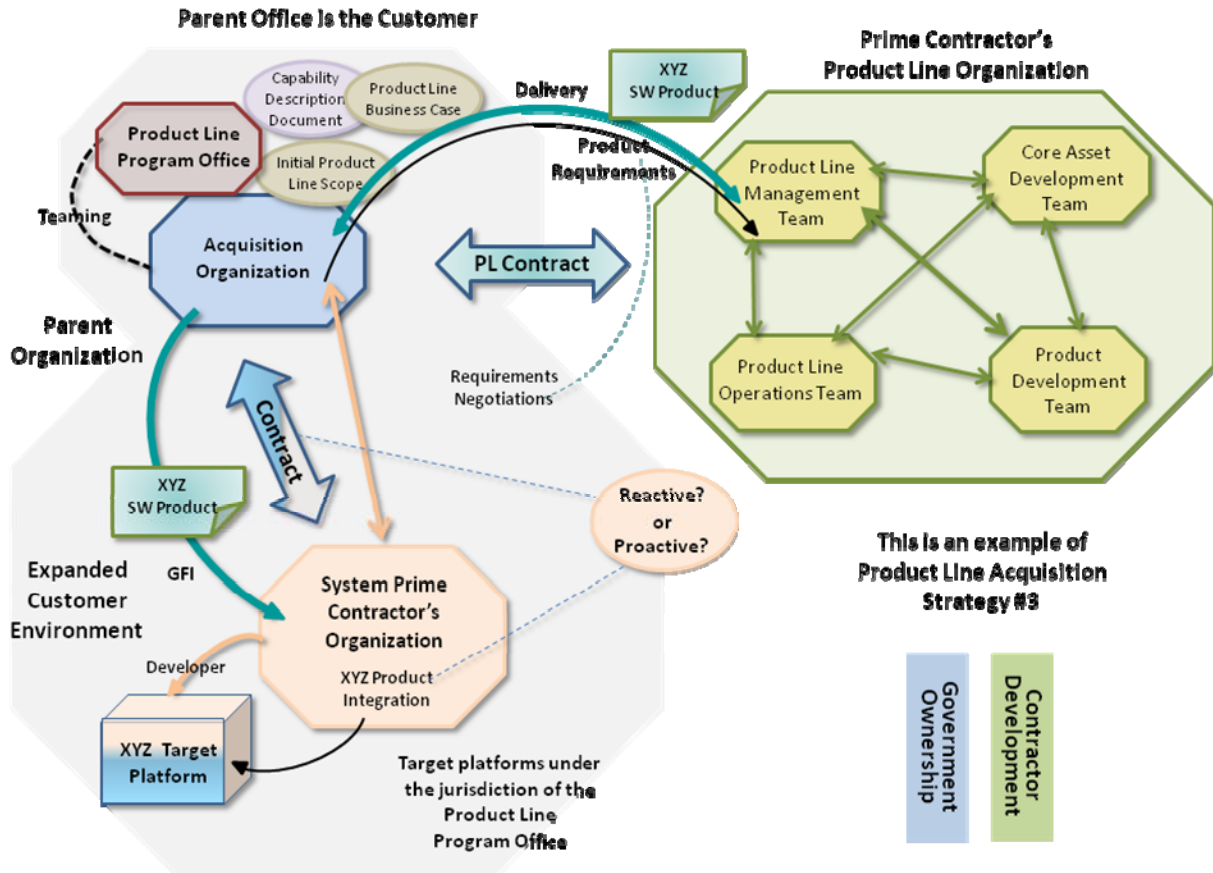 Parent Office is the Customer
Prime Contractor's
Product Line Organization
Capability
Description
Document
Product Line
Business Case
Initial Product
Line Scope
Product Line
Program Office
Teaming
Acquisition
Organization
Delivery
XYZ
SW Product
Product
Requirements
Product Line
Management
Team
Core Asset
Development
Team
PL Contract
Parent
Organization
Requirements
Negotiations
Product Line
Operations Team
Product
Development
Team
Contract
XYZ
SW Product
GFI
Reactive?
or
Proactive?
This is an example of
Product Line Acquisition
Strategy #3
Expanded
Customer
Environment
System Prime
Contractor's
Organization
XYZ Product
Integration
Developer
XYZ Target
Platform
Target platforms under
the jurisdiction of the
Product Line
Program Office
Government
Ownership
Contractor
Development